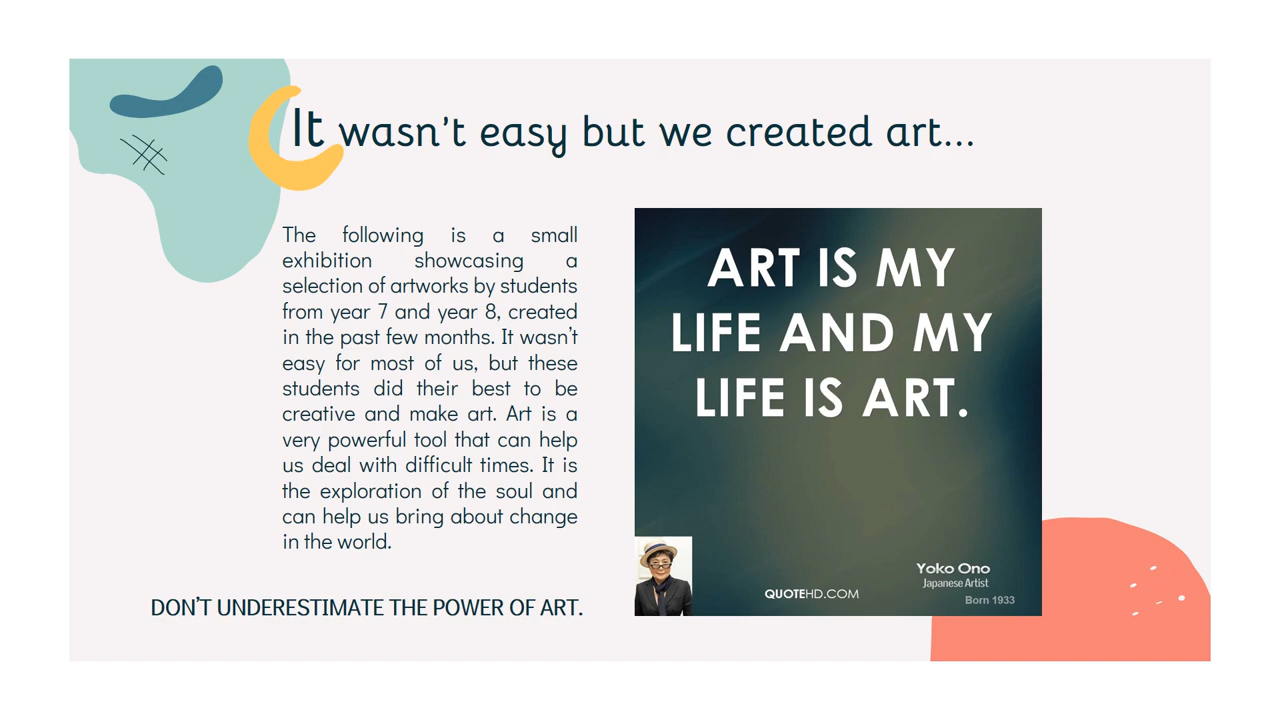 It wasn't easy but we created art...
The following is a small
exhibition showcasing a
selection of artworks by students
from year 7 and year 8, created
in the past few months. It wasn't
easy for most of us, but these
students did their best to be
creative and make art. Art is a
very powerful tool that can help
us deal with difficult times. It is
the exploration of the soul and
can help us bring about change
in the world.
DON'T UNDERESTIMATE THE POWER OF ART.
ART IS MY
LIFE AND MY
LIFE IS ART.
Yoko Ono
Japanese Artist
Born 1933
QUOTEHD.COM